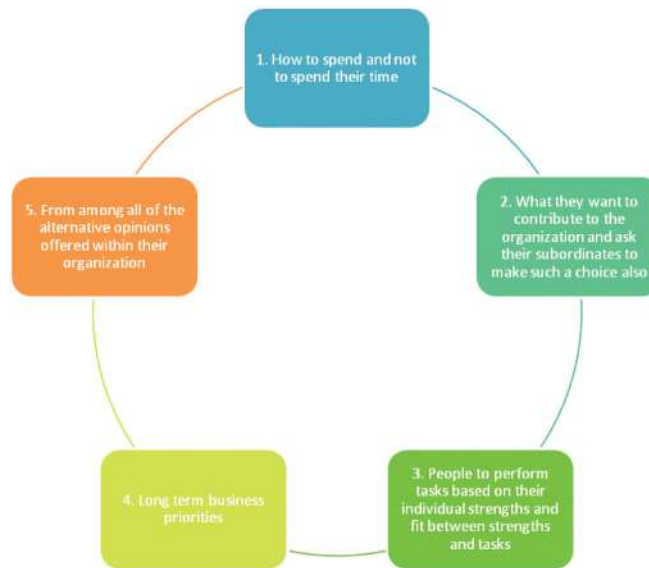 1. How to spend and not
to spend their time
2. What they want to
contribute to the
organization and ask
their subordinates to
make such a choice also
3. People to perform
tasks based on their
individual strengths and
fit between strengths
and tasks
4. Long term business
priorities
5. From among all of the
alternative opinions
offered within their
organization